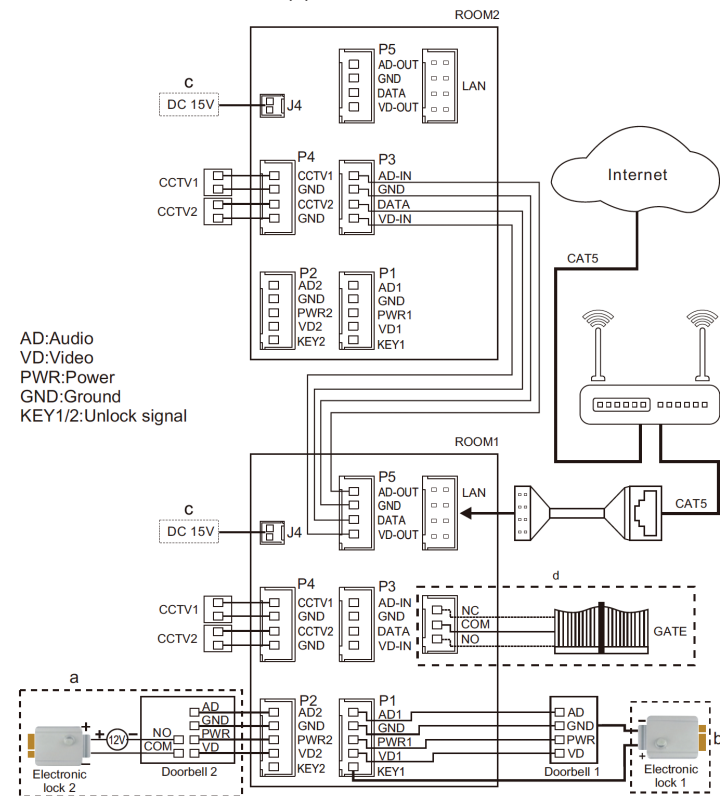 ROOM2
P5
AD-OUT
GND
DATA
VD-OUT
LAN
C
DC 15V
J4
P4
CCTV1
GND
CCTV2
GND
P3
AD-IN
GND
DATA
VD-IN
CCTV1
CCTV2
P2
AD2
GND
PWR2
VD2
KEY2
P1
AD1
GND
PWR1
VD1
KEY1
Internet
CAT5
AD:Audio
VD:Video
PWR:Power
GND:Ground
KEY1/2:Unlock signal
ROOM1
P5
AD-OUT
GND
DATA
VD-OUT
LAN
CAT5
C
DC 15V
J4
P4
CCTV1
GND
CCTV2
GND
P3
AD-IN
GND
DATA
VD-IN
CCTV1
CCTV2
d
NC
COM
NO
GATE
a
+
-
+
12V
-
NO
COM
AD
GND
PWR
VD
Electronic
lock 2
Doorbell 2
P2
AD2
GND
PWR2
VD2
KEY2
P1
AD1
GND
PWR1
VD1
KEY1
AD
GND
PWR
VD
Doorbell 1
-
+
b
Electronic
lock 1